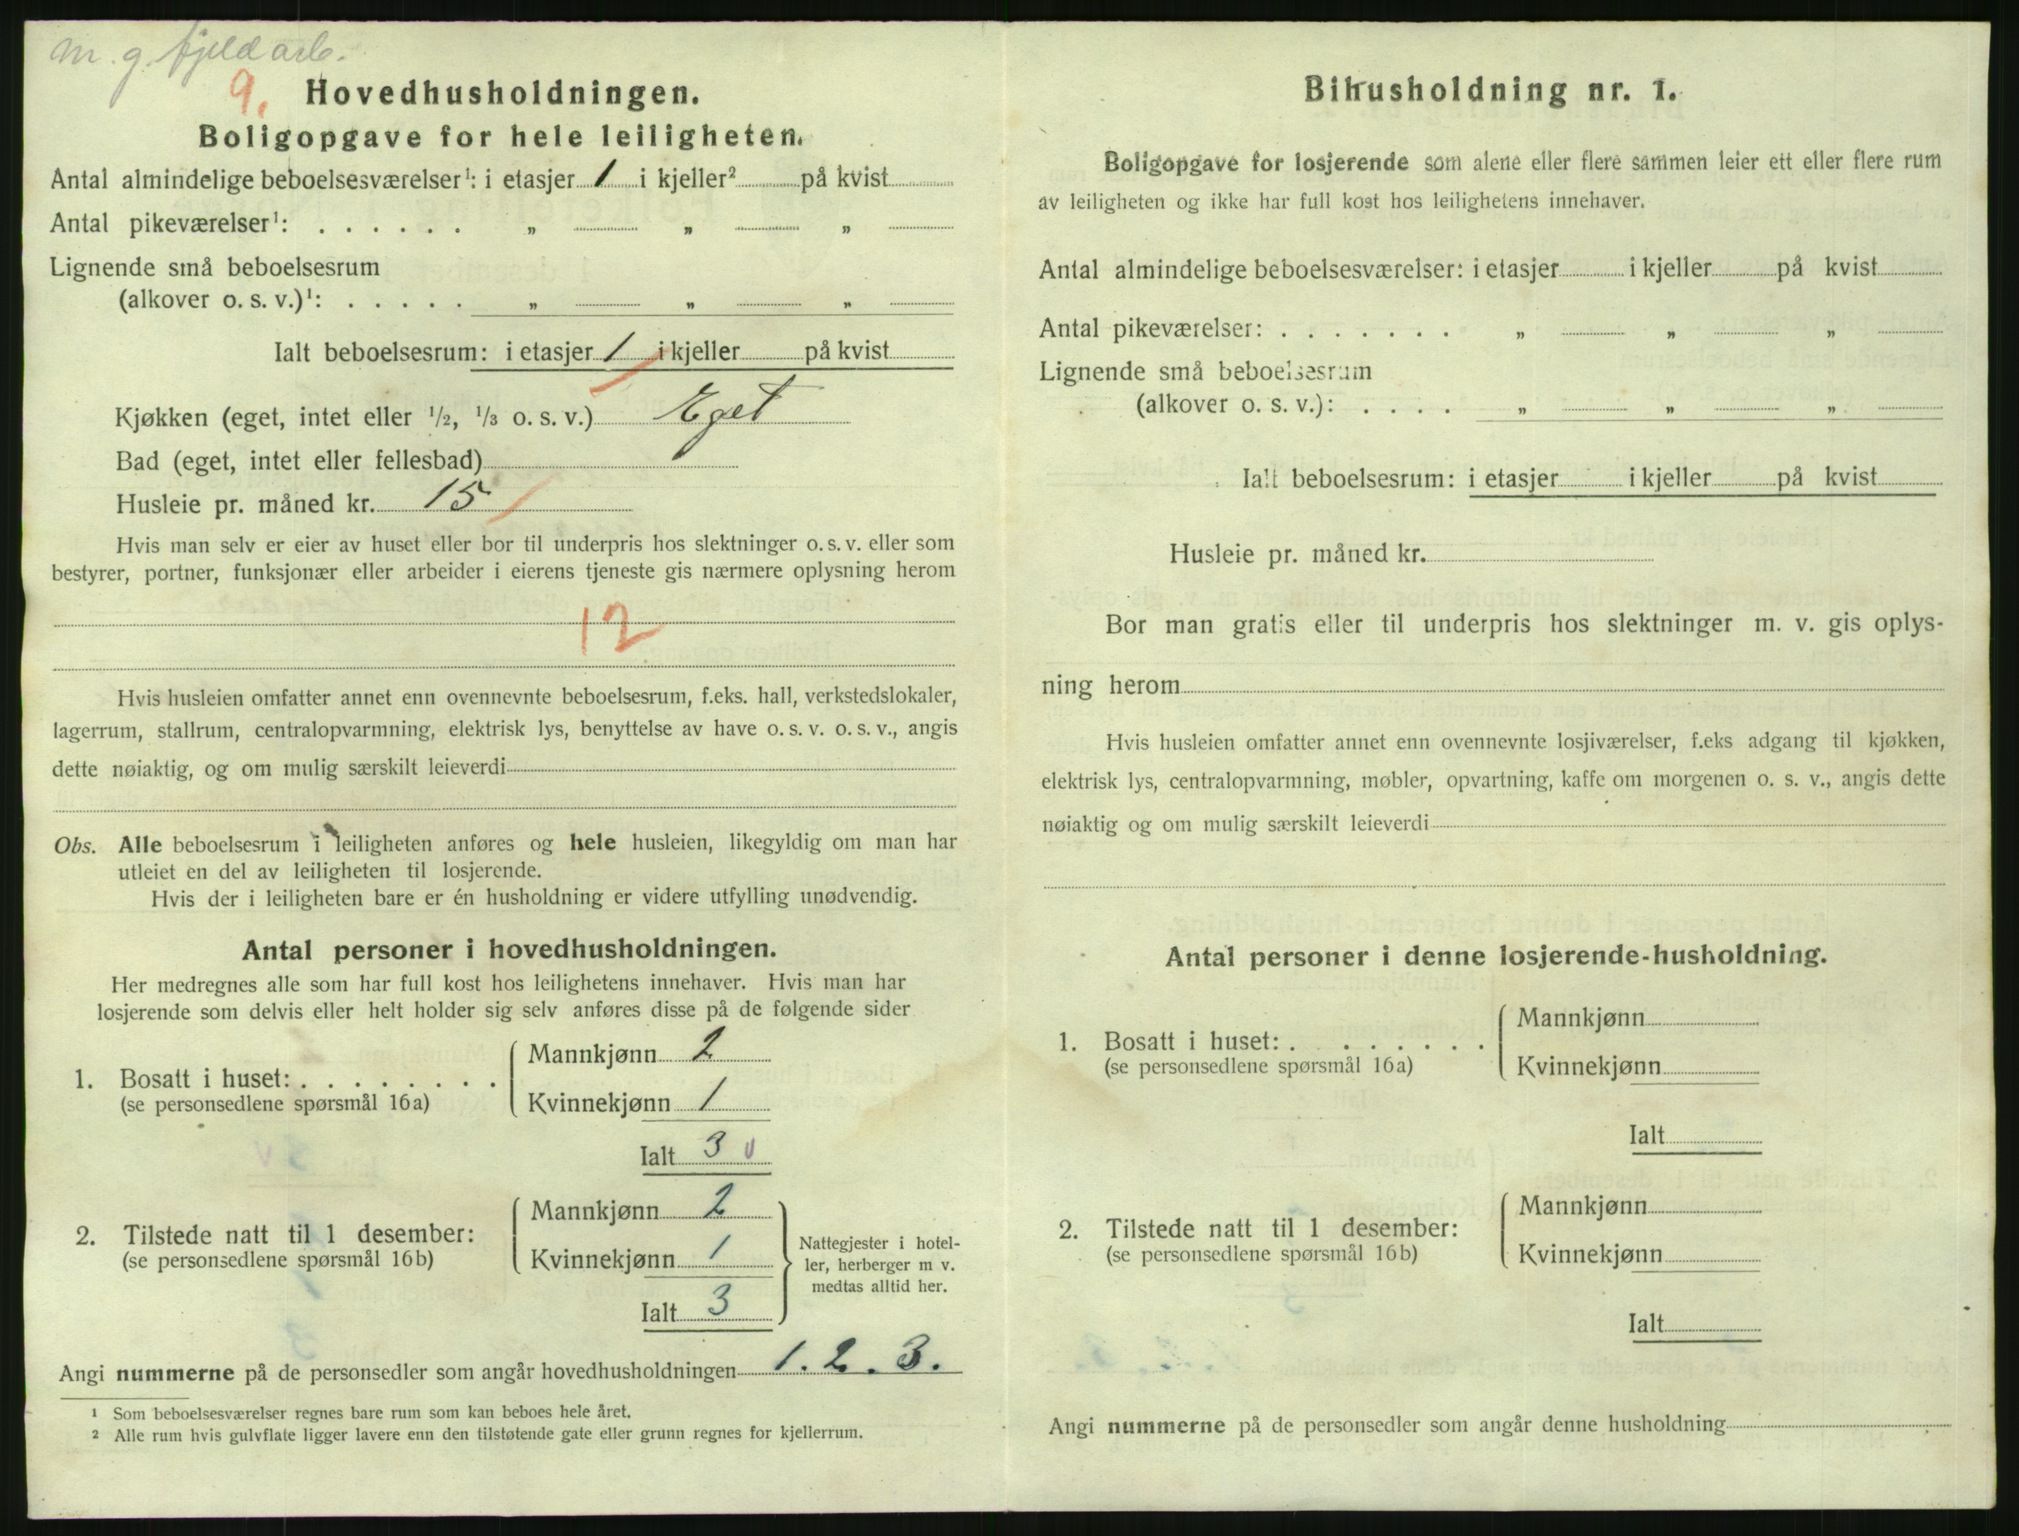 m. g. fjeldarb.
9.
Hovedhusholdningen.
Boligopgave for hele leiligheten.
Antal almindelige beboelsesværelser¹: i etasjer 1 i kjeller² på kvist
Antal pikeværelser¹: . . . . . . „ „ „
Lignende små beboelsesrum
(alkover o. s. v.)¹: . . . . . „ „ „
Ialt beboelsesrum: i etasjer 1 i kjeller på kvist
Kjøkken (eget, intet eller 1/2, 1/3 o. s. v.) Eget
Bad (eget, intet eller fellesbad)
Husleie pr. måned kr. 15
Hvis man selv er eier av huset eller bor til underpris hos slektninger o. s. v. eller som
bestyrer, portner, funksjonær eller arbeider i eierens tjeneste gis nærmere oplysning herom
12
Hvis husleien omfatter annet enn ovennevnte beboelsesrum, f.eks. hall, verkstedslokaler,
lagerrum, stallrum, centralopvarmning, elektrisk lys, benyttelse av have o. s. v. o. s. v., angis
dette nøiaktig, og om mulig særskilt leieverdi
Obs. Alle beboelsesrum i leiligheten anføres og hele husleien, likegyldig om man har
utleiet en del av leiligheten til losjerende.
Hvis der i leiligheten bare er én husholdning er videre utfylling unødvendig.
Antal personer i hovedhusholdningen.
Her medregnes alle som har full kost hos leilighetens innehaver. Hvis man har
losjerende som delvis eller helt holder sig selv anføres disse på de følgende sider
Mannkjønn 2
1. Bosatt i huset: . . . . . . . .
(se personsedlene spørsmål 16a)
Kvinnekjønn 1
Ialt 3 v
Mannkjønn 2
2. Tilstede natt til 1 desember:
(se personsedlene spørsmål 16b)
Kvinnekjønn 1
Ialt 3
Nattegjester i hotel-
ler, herberger m v.
medtas alltid her.
Angi nummerne på de personsedler som angår hovedhusholdningen 1. 2. 3.
¹ Som beboelsesværelser regnes bare rum som kan beboes hele året.
² Alle rum hvis gulvflate ligger lavere enn den tilstøtende gate eller grunn regnes for kjellerrum.
Bihusholdning nr. 1.
Boligopgave for losjerende som alene eller flere sammen leier ett eller flere rum
av leiligheten og ikke har full kost hos leilighetens innehaver.
Antal almindelige beboelsesværelser: i etasjer i kjeller på kvist
Antal pikeværelser: . . . . . . . „ „ „
Lignende små beboelsesrum
(alkover o. s. v.): . . . . „ „ „
Ialt beboelsesrum: i etasjer i kjeller på kvist
Husleie pr. måned kr.
Bor man gratis eller til underpris hos slektninger m. v. gis oplys-
ning herom
Hvis husleien omfatter annet enn ovennevnte losjiværelser, f.eks adgang til kjøkken,
elektrisk lys, centralopvarmning, møbler, opvartning, kaffe om morgenen o. s. v., angis dette
nøiaktig og om mulig særskilt leieverdi
Antal personer i denne losjerende-husholdning.
Mannkjønn
1. Bosatt i huset: . . . . . . .
(se personsedlene spørsmål 16a)
Kvinnekjønn
Ialt
Mannkjønn
2. Tilstede natt til 1 desember:
(se personsedlene spørsmål 16b)
Kvinnekjønn
Ialt
Angi nummerne på de personsedler som angår denne husholdning